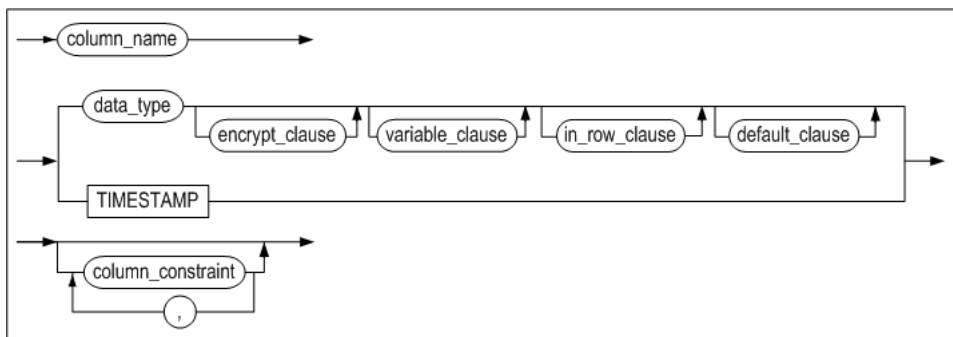 column_name
data_type
encrypt_clause variable_clause in_row_clause default_clause
TIMESTAMP
column_constraint
,